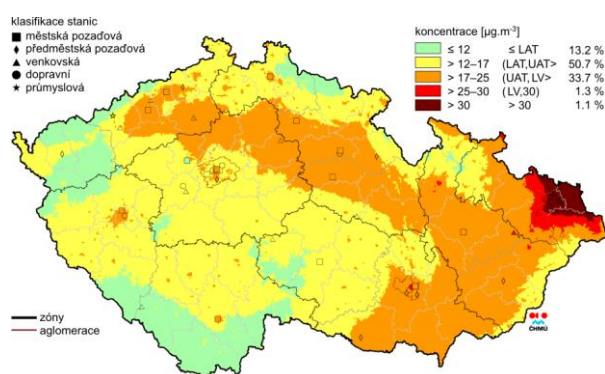 klasifikace stanic
městská pozaďová
předměstská pozaďová
venkovská
dopravní
průmyslová
koncentrace [µg.m⁻³]
≤ 12 ≤ LAT 13.2 %
> 12–17 (LAT,UAT> 50.7 %
> 17–25 (UAT, LV> 33.7 %
> 25–30 (LV,30) 1.3 %
> 30 > 30 1.1 %
zóny
aglomerace
ČHMÚ